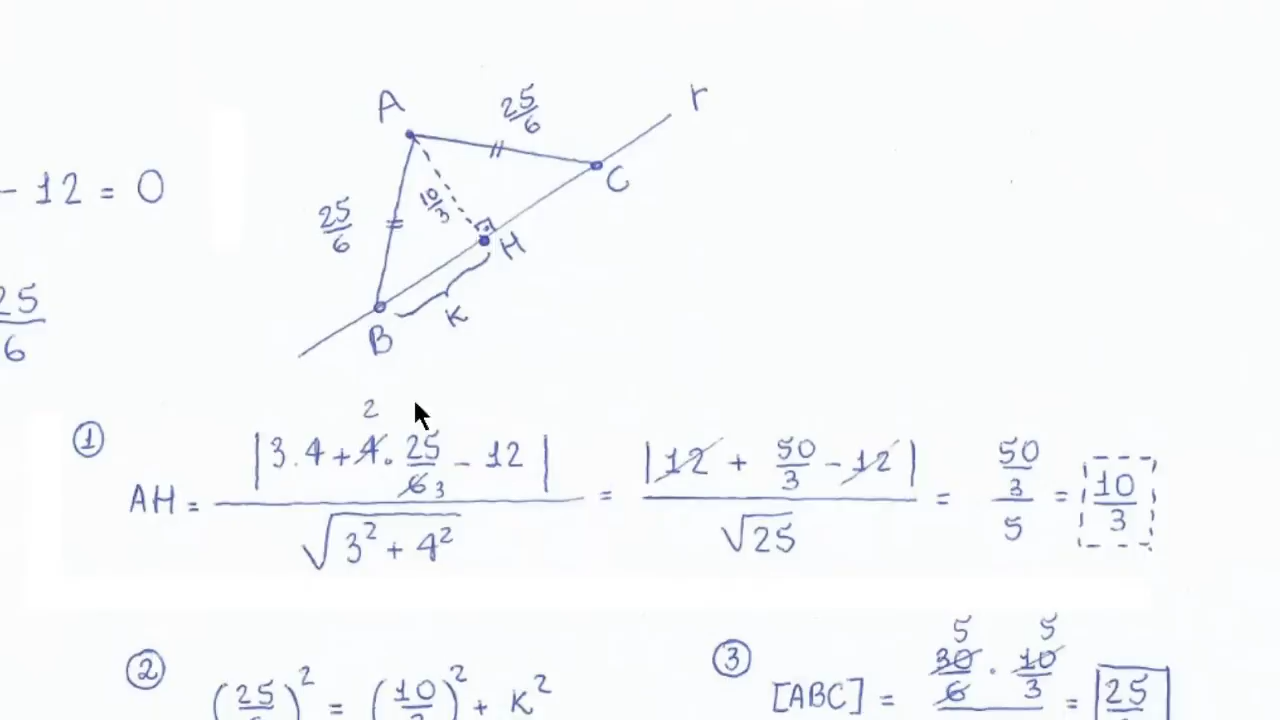 A
25/6
r
C
- 12 = 0
25/6
10/3
H
K
B
25/6
① AH = |3.4 + 4 . 25/6 - 12| / √(3² + 4²) = |12 + 50/3 - 12| / √25 = 50/3 / 5 = 10/3
2
3
② (25/6)² = (10/3)² + K²
5 5
③ [ABC] = 30/6 . 10/3 = 25